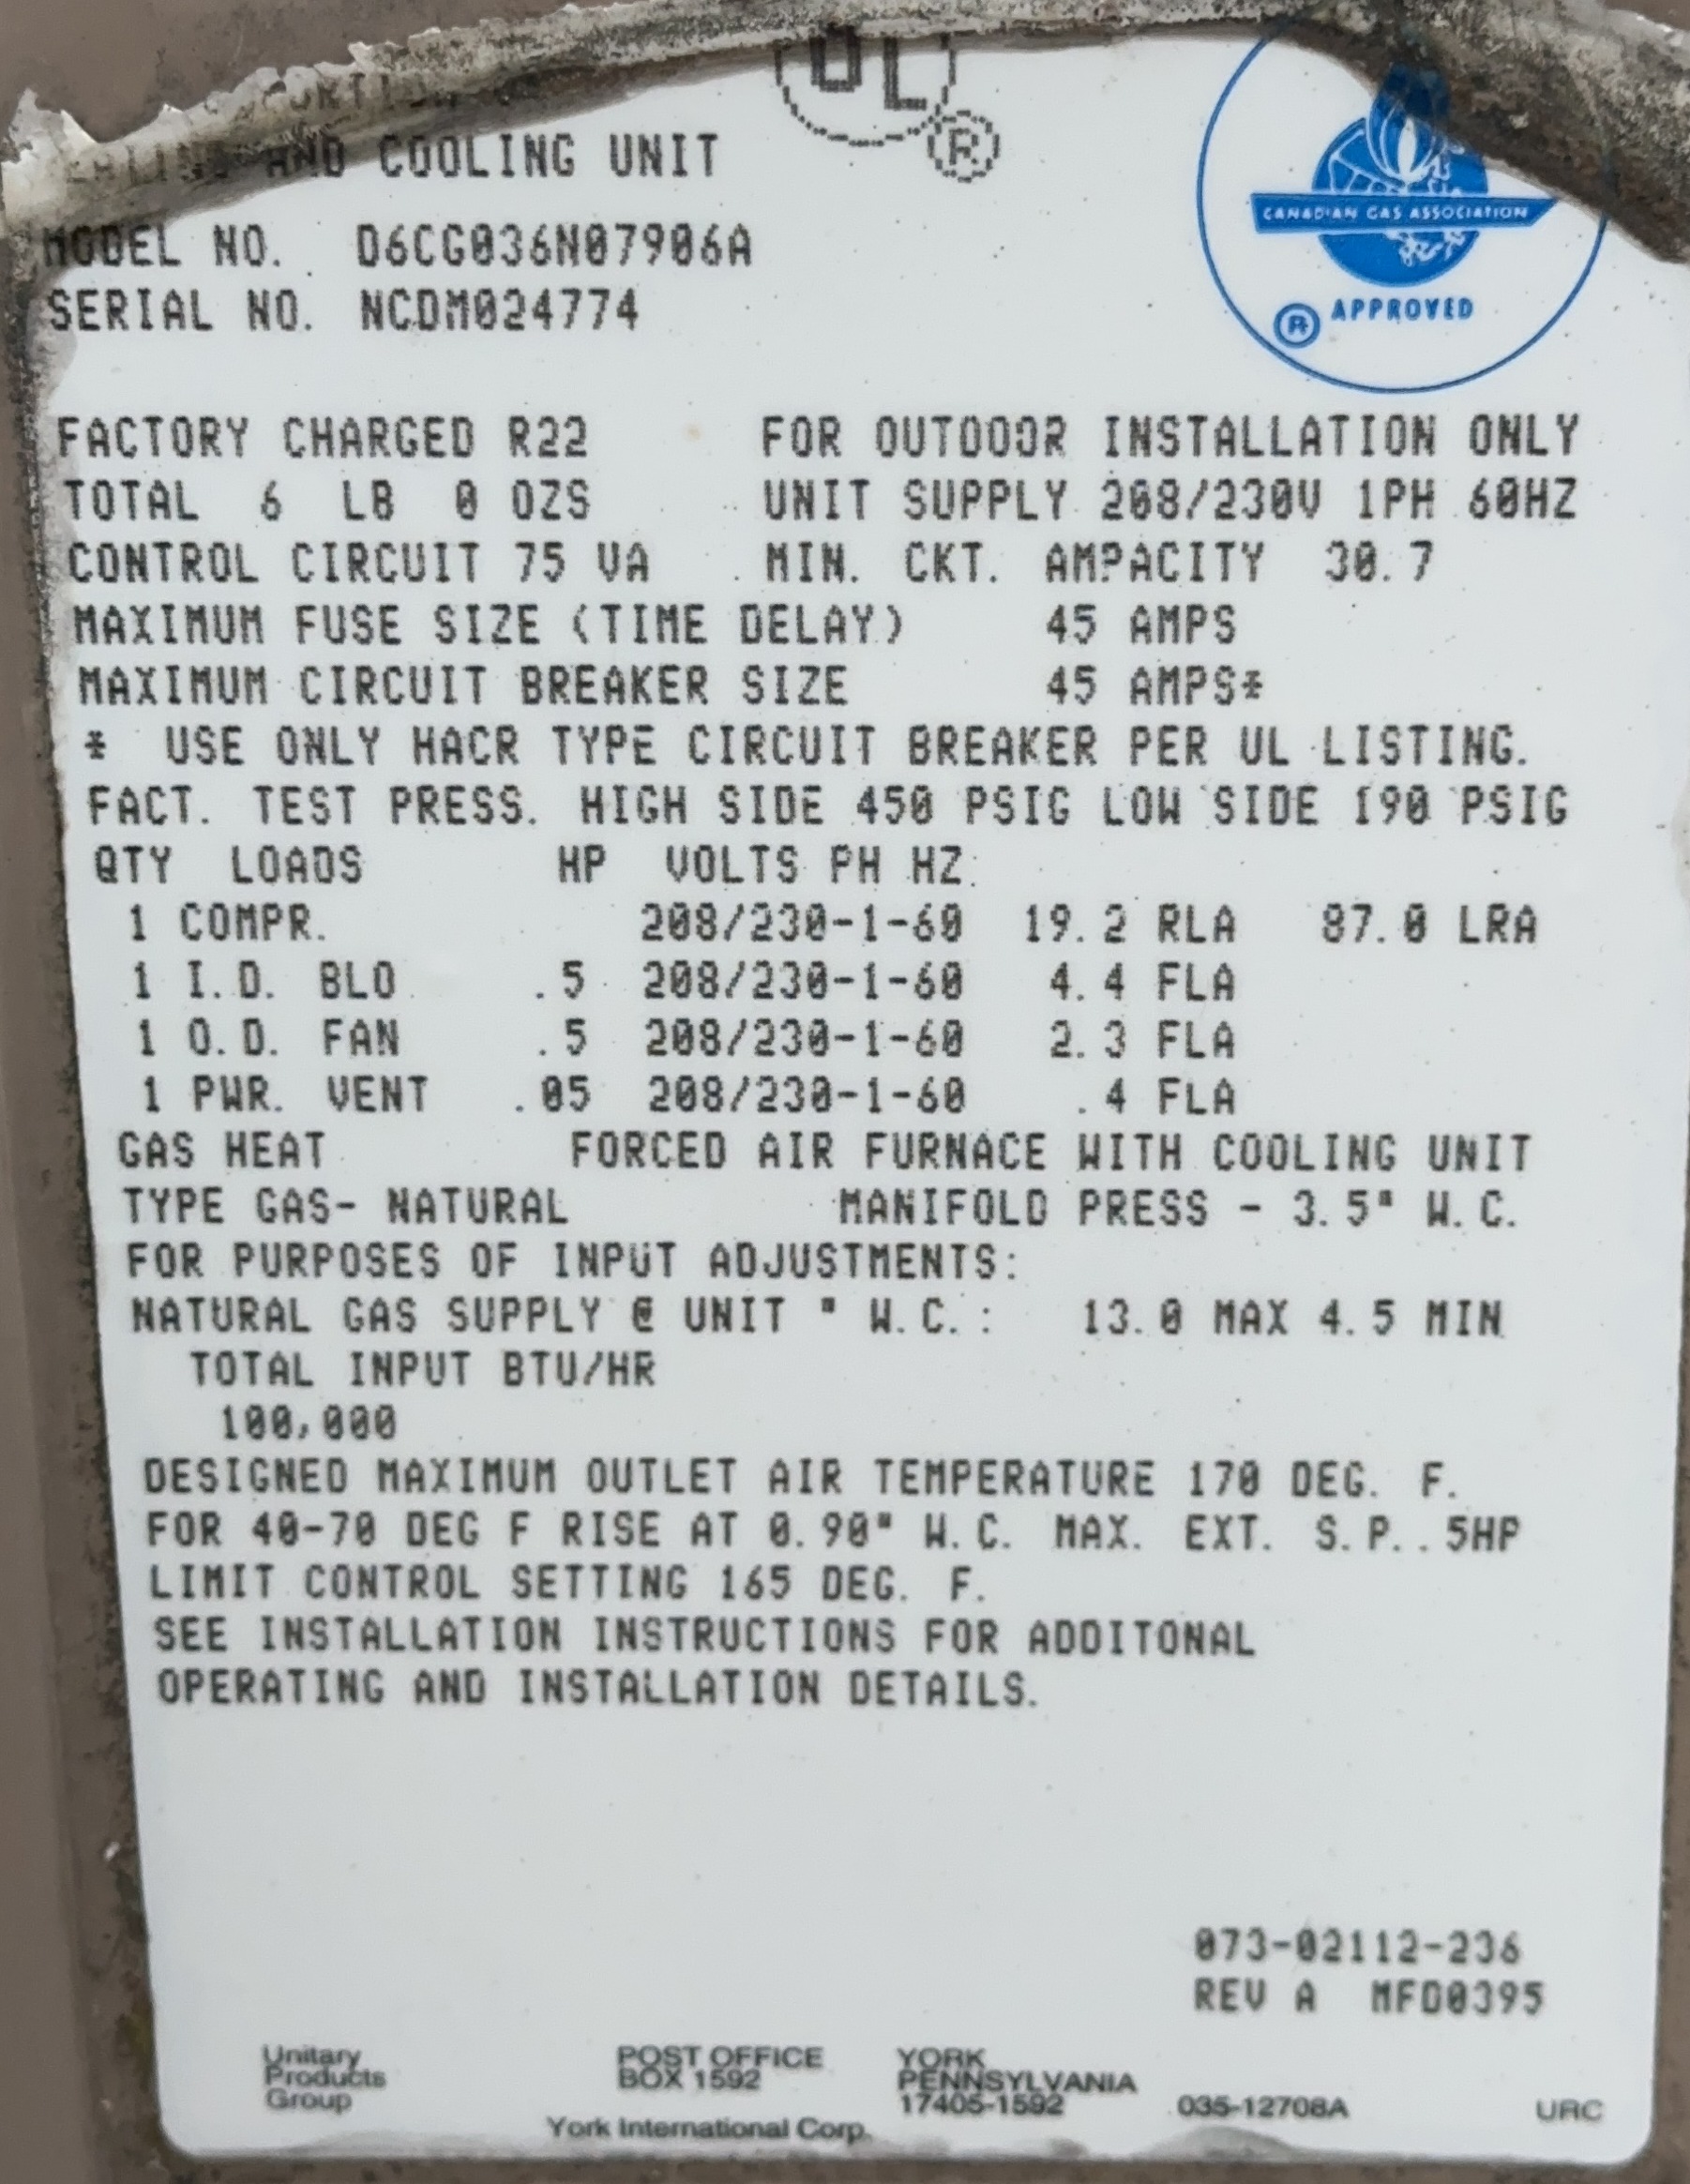 UL
®
AND COOLING UNIT
CANADIAN GAS ASSOCIATION
® APPROVED
MODEL NO. D6CG036N07906A
SERIAL NO. NCDM024774
FACTORY CHARGED R22 FOR OUTDOOR INSTALLATION ONLY
TOTAL 6 LB 0 OZS UNIT SUPPLY 208/230V 1PH 60HZ
CONTROL CIRCUIT 75 VA MIN. CKT. AMPACITY 30.7
MAXIMUM FUSE SIZE (TIME DELAY) 45 AMPS
MAXIMUM CIRCUIT BREAKER SIZE 45 AMPS*
* USE ONLY HACR TYPE CIRCUIT BREAKER PER UL LISTING.
FACT. TEST PRESS. HIGH SIDE 450 PSIG LOW SIDE 190 PSIG
QTY LOADS HP VOLTS PH HZ
1 COMPR. 208/230-1-60 19.2 RLA 87.0 LRA
1 I.D. BLO .5 208/230-1-60 4.4 FLA
1 O.D. FAN .5 208/230-1-60 2.3 FLA
1 PWR. VENT .05 208/230-1-60 .4 FLA
GAS HEAT FORCED AIR FURNACE WITH COOLING UNIT
TYPE GAS- NATURAL MANIFOLD PRESS - 3.5" W.C.
FOR PURPOSES OF INPUT ADJUSTMENTS:
NATURAL GAS SUPPLY @ UNIT " W.C.: 13.0 MAX 4.5 MIN
TOTAL INPUT BTU/HR
100,000
DESIGNED MAXIMUM OUTLET AIR TEMPERATURE 170 DEG. F.
FOR 40-70 DEG F RISE AT 0.90" W.C. MAX. EXT. S.P..5HP
LIMIT CONTROL SETTING 165 DEG. F.
SEE INSTALLATION INSTRUCTIONS FOR ADDITONAL
OPERATING AND INSTALLATION DETAILS.
073-02112-236
REV A MFD0395
Unitary
Products
Group
POST OFFICE
BOX 1592
YORK
PENNSYLVANIA
17405-1592
035-12708A
URC
York International Corp.